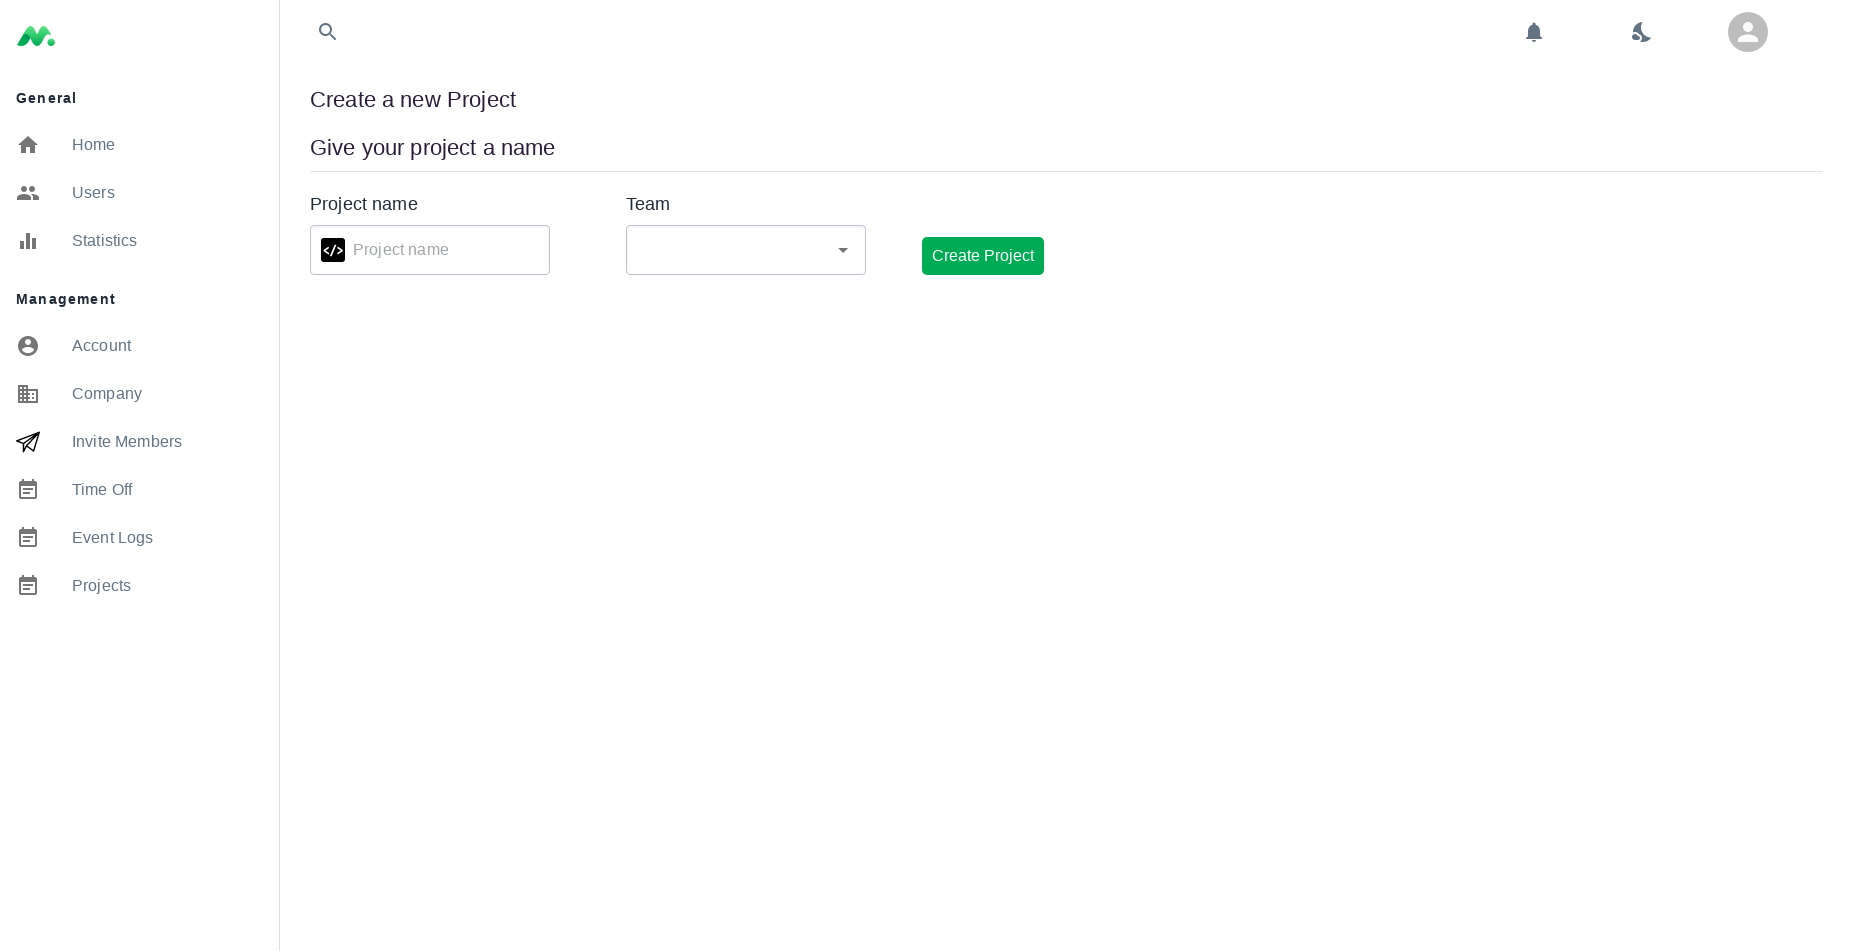 General
Home
Users
Statistics
Management
Account
Company
Invite Members
Time Off
Event Logs
Projects
Create a new Project
Give your project a name
Project name
Team
Project name
Create Project